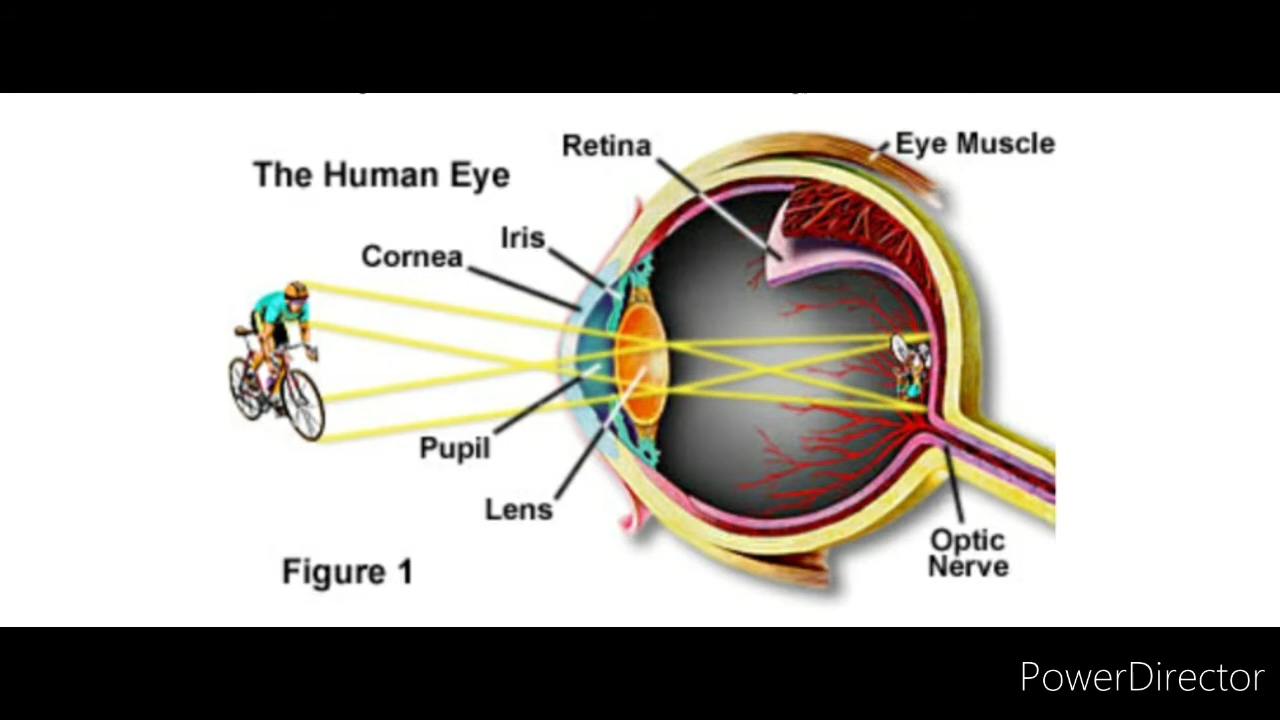 Retina
Eye Muscle
The Human Eye
Iris
Cornea
Pupil
Lens
Optic
Nerve
Figure 1
PowerDirector